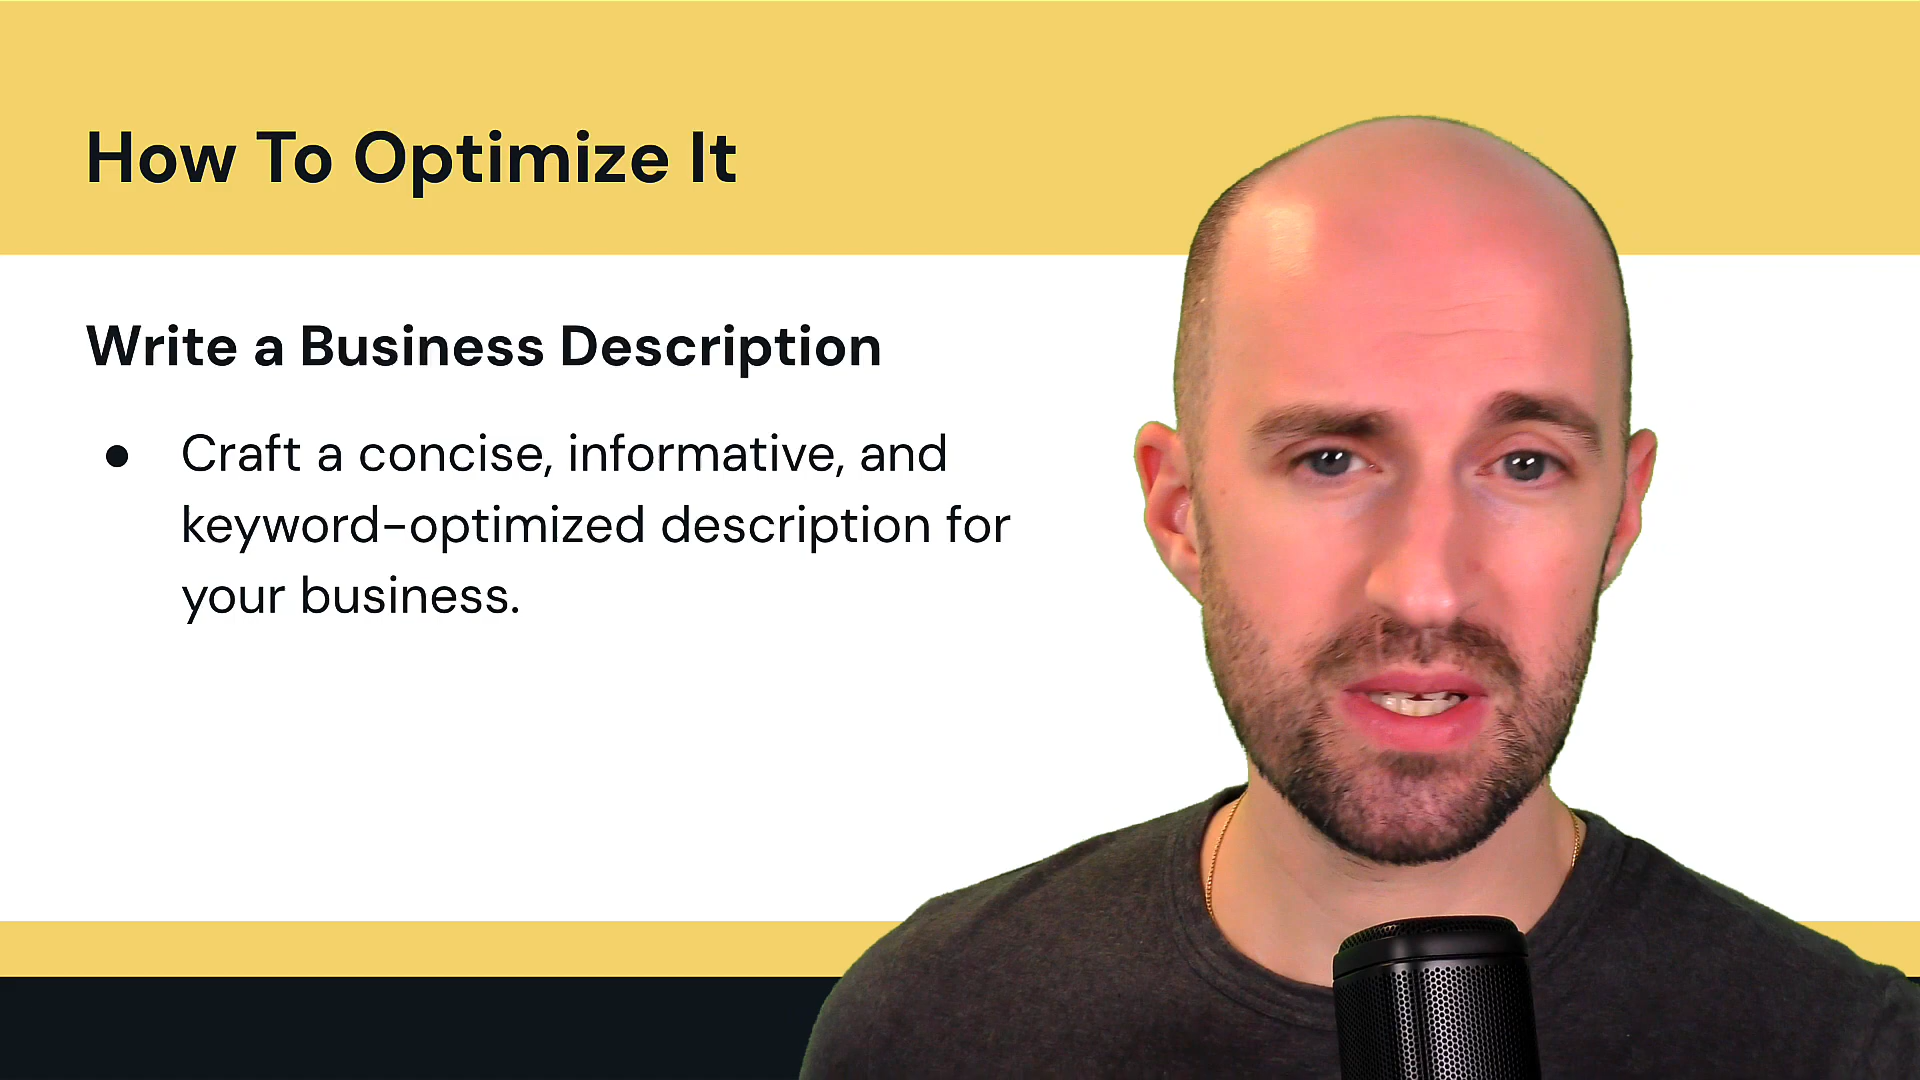 How To Optimize It
Write a Business Description
● Craft a concise, informative, and
keyword-optimized description for
your business.